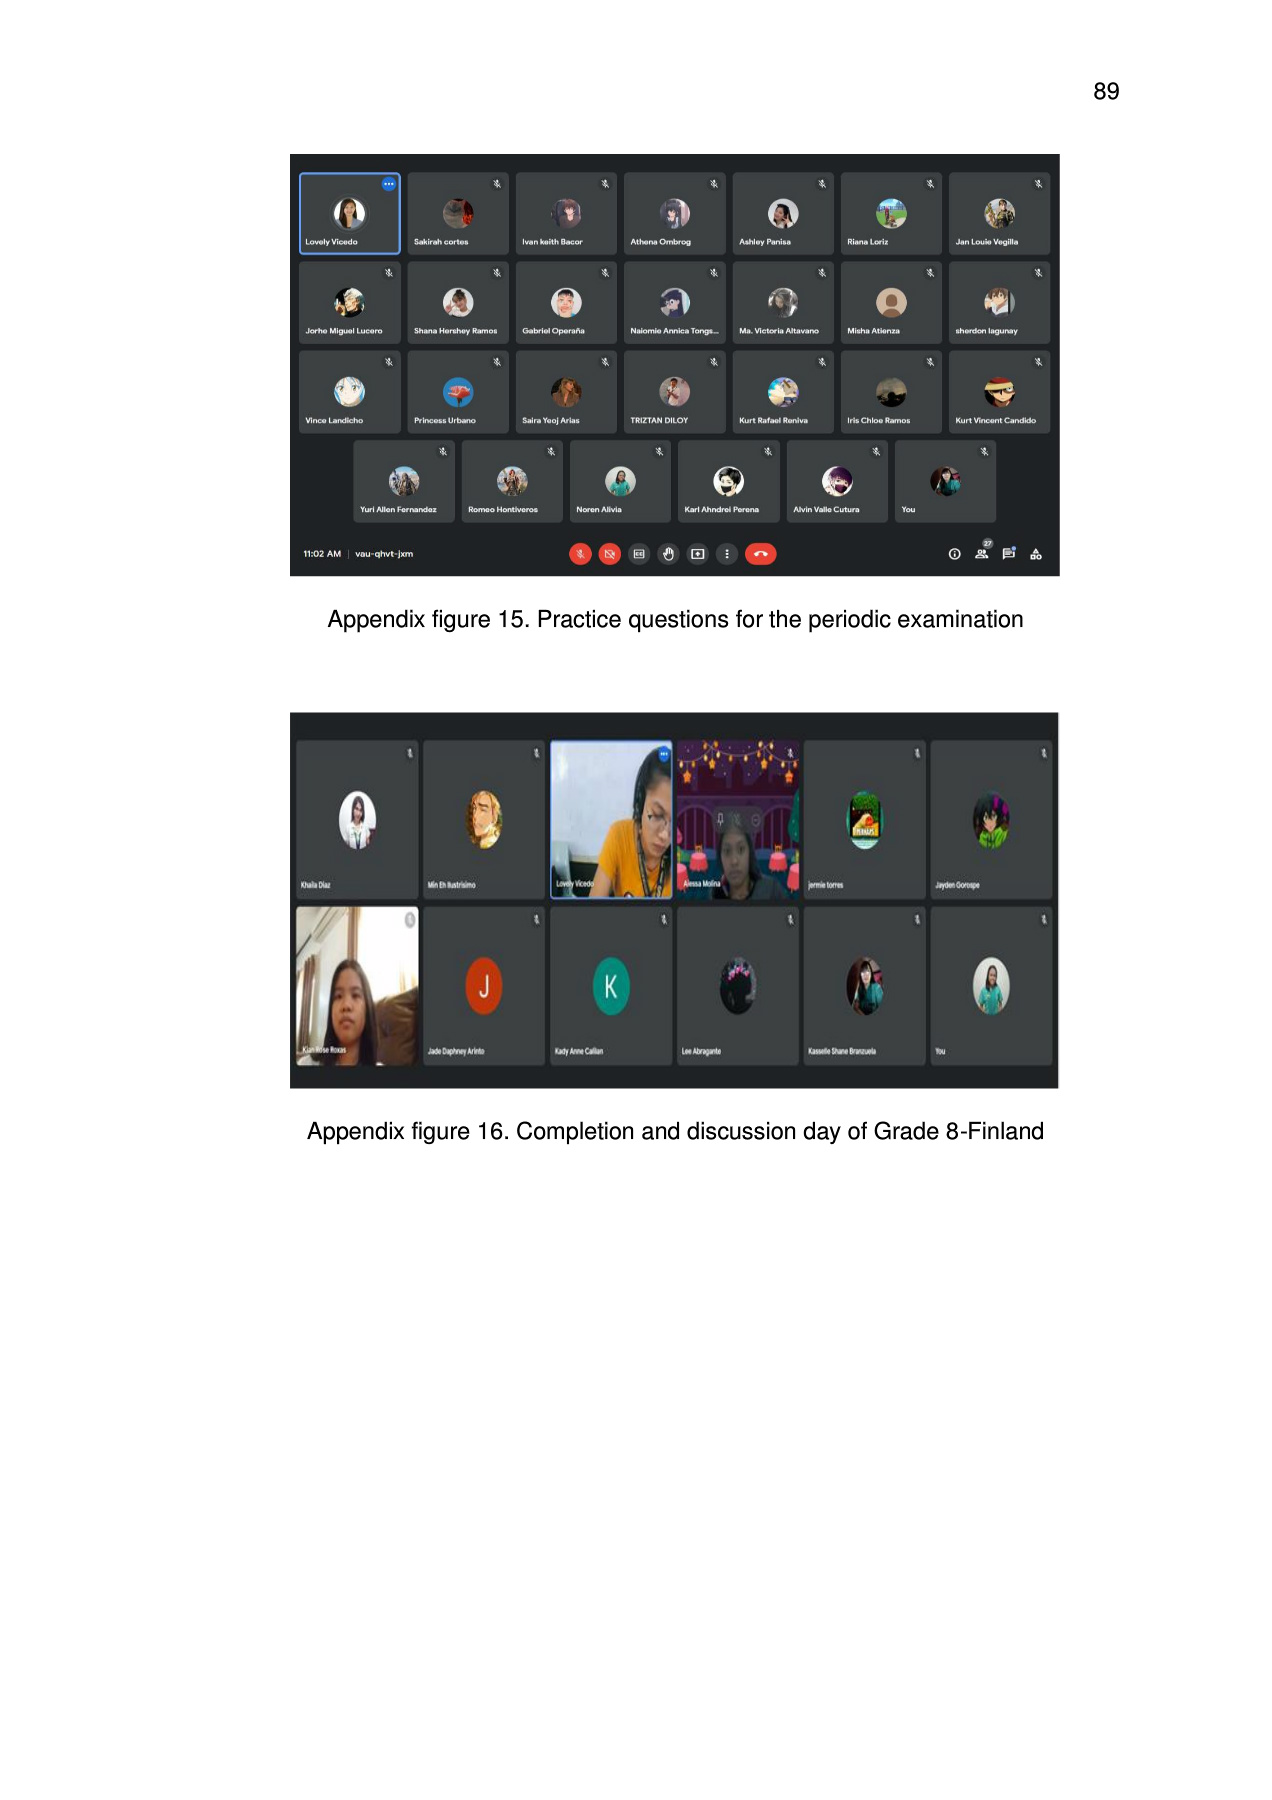 89
Lovely Vicedo
Sakirah cortes
Ivan keith Bacor
Athena Ombrog
Ashley Panisa
Riana Loriz
Jan Louie Vegilla
Jorhe Miguel Lucero
Shana Hershey Ramos
Gabriel Operaña
Naiomie Annica Tongs...
Ma. Victoria Altavano
Misha Atienza
sherdon lagunay
Vince Landicho
Princess Urbano
Saira Yeoj Arias
TRIZTAN DILOY
Kurt Rafael Reniva
Iris Chloe Ramos
Kurt Vincent Candido
Yuri Allen Fernandez
Romeo Hontiveros
Noren Alivia
Karl Ahndrei Perena
Alvin Valle Cutura
You
27
11:02 AM | vau-qhvt-jxm
Appendix figure 15. Practice questions for the periodic examination
Khaila Diaz
Min Eh Ilustrisimo
Lovely Vicedo
Alessa Molina
jermie torres
Jayden Gorospe
J
K
Kian Rose Roxas
Jade Daphney Arinto
Kady Anne Callan
Lee Abragante
Kasselle Shane Branzuela
You
Appendix figure 16. Completion and discussion day of Grade 8-Finland